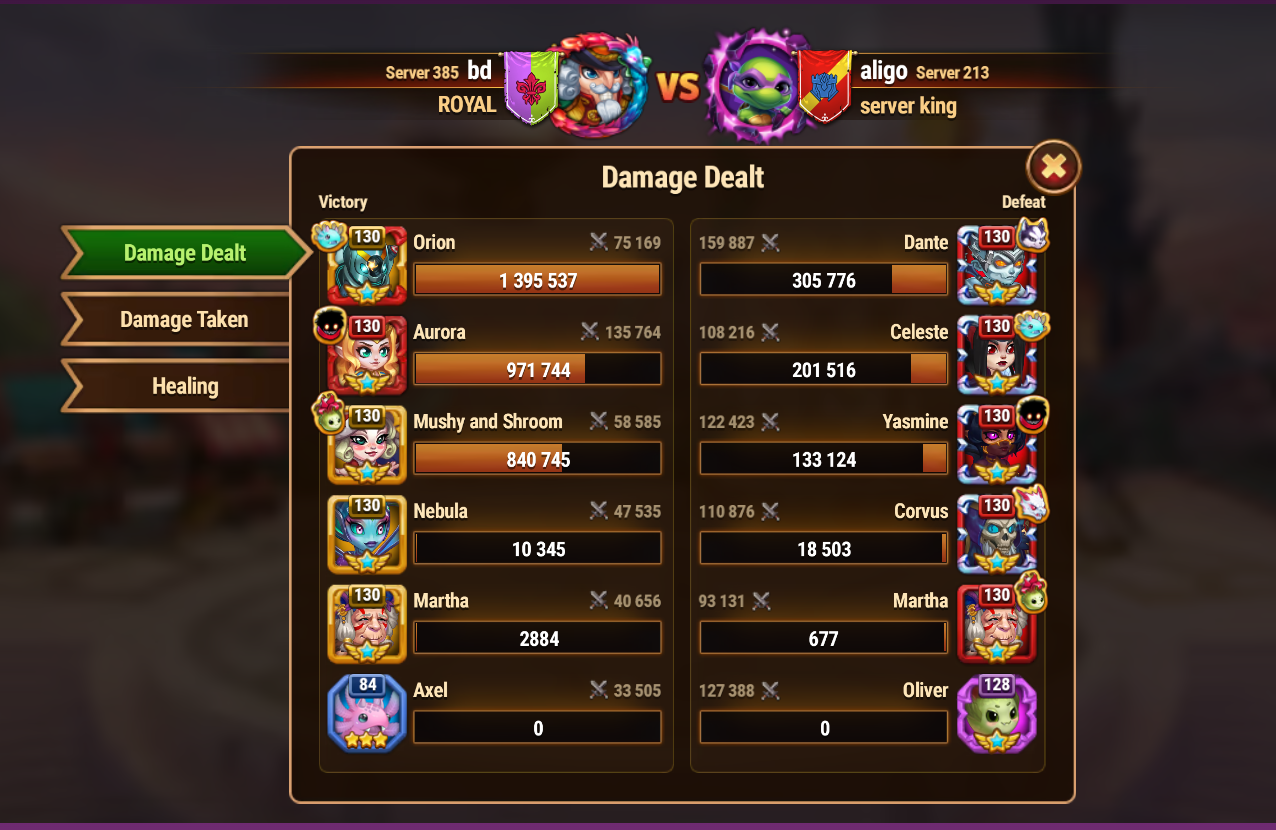 Server 385 bd
ROYAL
VS
aligo Server 213
server king
Damage Dealt
Victory
Defeat
Damage Dealt
Damage Taken
Healing
130 Orion 75 169
1 395 537
130 Aurora 135 764
971 744
130 Mushy and Shroom 58 585
840 745
130 Nebula 47 535
10 345
130 Martha 40 656
2884
84 Axel 33 505
0
159 887 Dante 130
305 776
108 216 Celeste 130
201 516
122 423 Yasmine 130
133 124
110 876 Corvus 130
18 503
93 131 Martha 130
677
127 388 Oliver 128
0